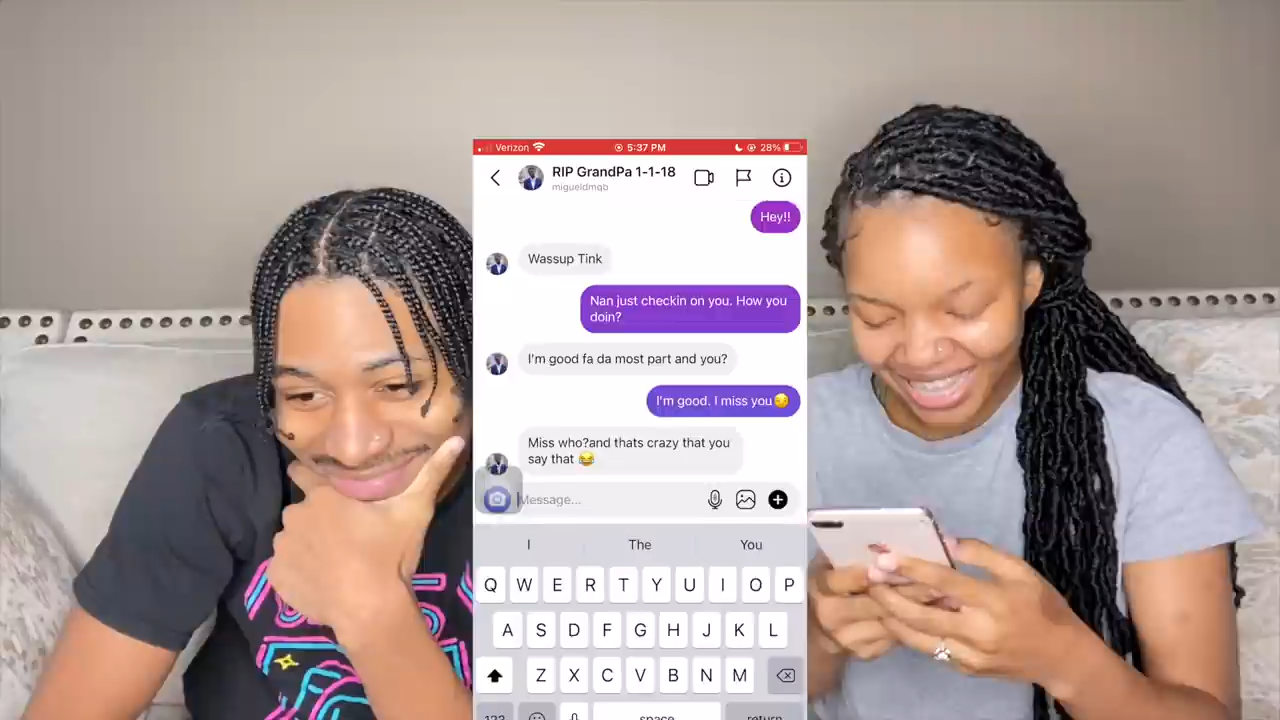 Verizon 5:37 PM 28%
RIP GrandPa 1-1-18
migueldmqb
Hey!!
Wassup Tink
Nan just checkin on you. How you
doin?
I'm good fa da most part and you?
I'm good. I miss you😏
Miss who?and thats crazy that you
say that 😂
Message...
I The You
Q W E R T Y U I O P
A S D F G H J K L
Z X C V B N M
123 space return